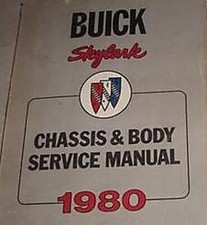 BUICK
Skylark
CHASSIS & BODY
SERVICE MANUAL
1980